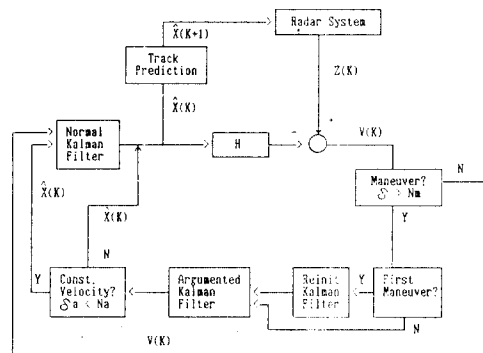 X̂(K+1)
Radar System
Track
Prediction
Z(K)
X̂(K)
Normal
Kalman
Filter
H
-
V(K)
Maneuver?
δ > Nm
N
X̂(K)
X̂(K)
Y
N
Const.
Velocity?
δa < Na
Y
Argumented
Kalman
Filter
Reinit
Kalman
Filter
Y
First
Maneuver?
N
V(K)